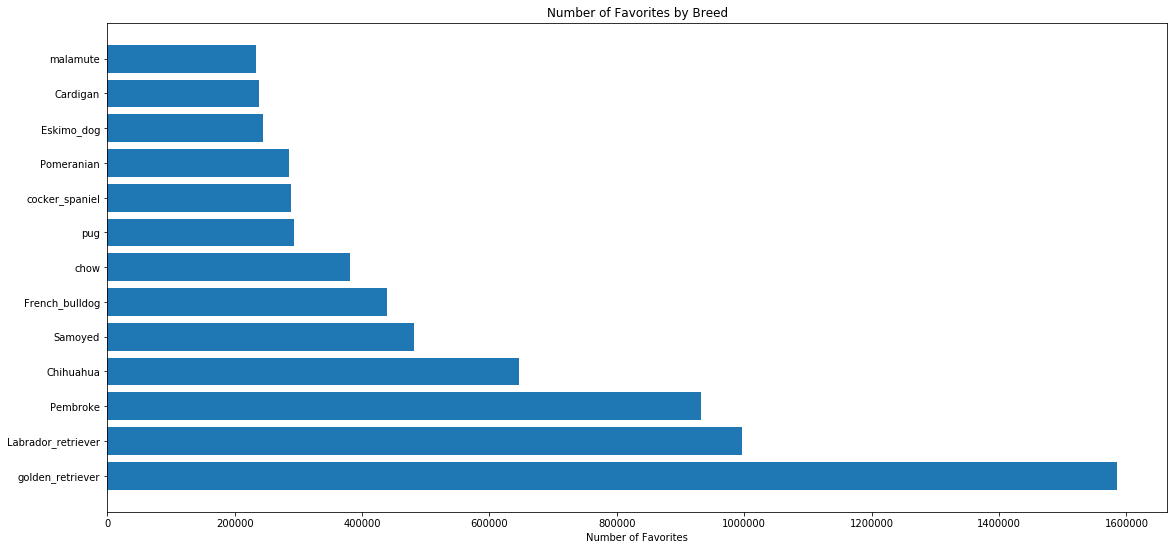 Number of Favorites by Breed
malamute
Cardigan
Eskimo_dog
Pomeranian
cocker_spaniel
pug
chow
French_bulldog
Samoyed
Chihuahua
Pembroke
Labrador_retriever
golden_retriever
0 200000 400000 600000 800000 1000000 1200000 1400000 1600000
Number of Favorites